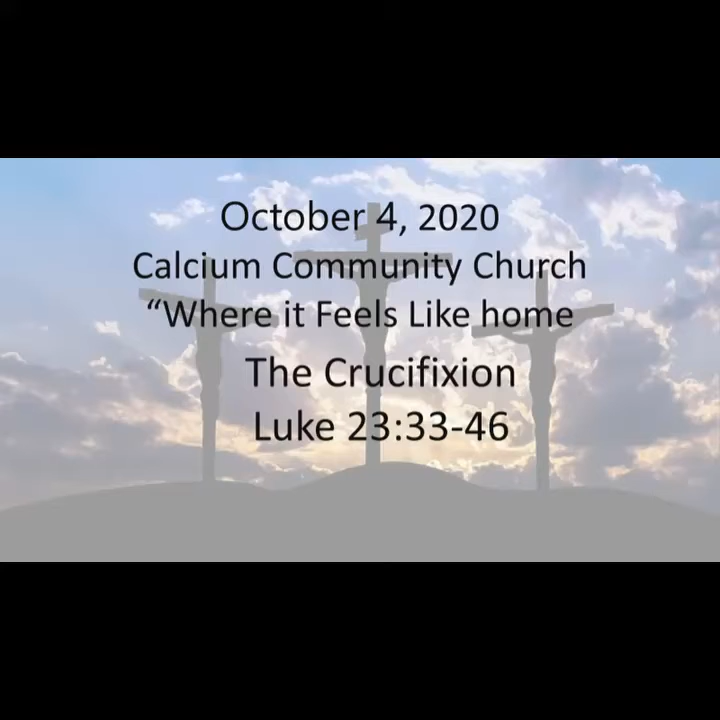 October 4, 2020
Calcium Community Church
“Where it Feels Like home
The Crucifixion
Luke 23:33-46